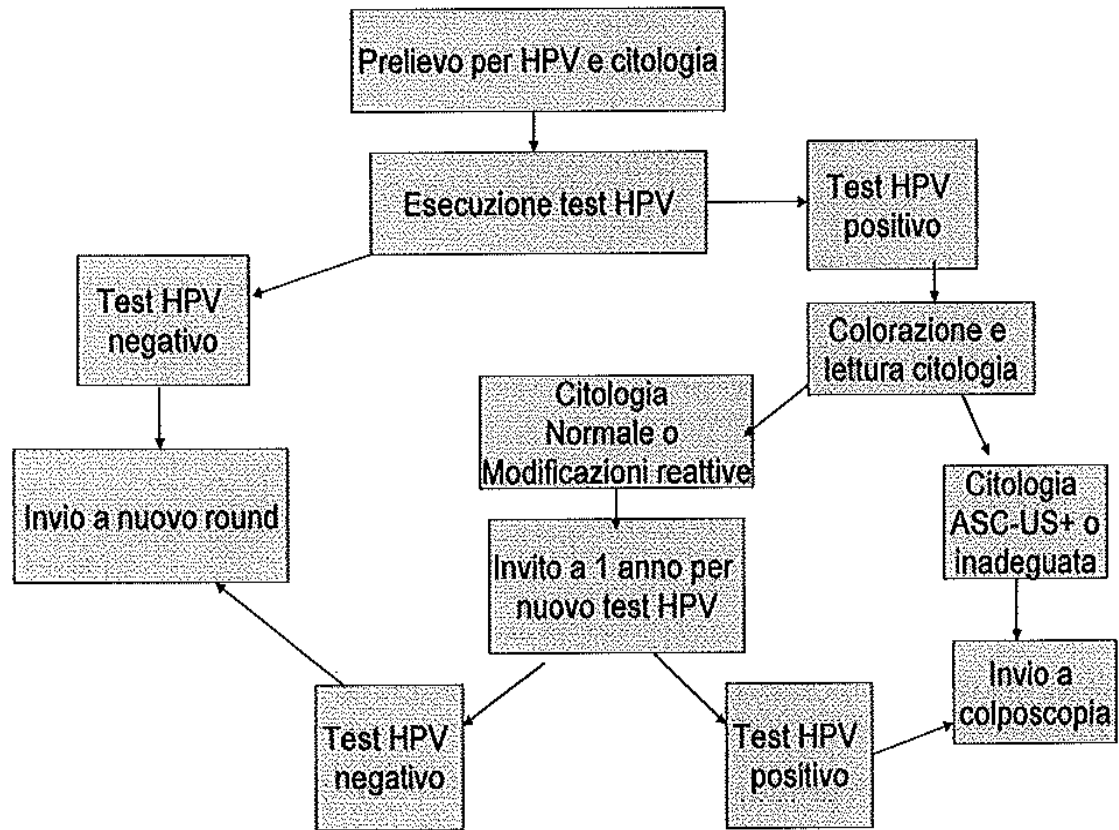 Prelievo per HPV e citologia
Esecuzione test HPV
Test HPV
positivo
Test HPV
negativo
Colorazione e
lettura citologia
Citologia
Normale o
Modificazioni reattive
Invio a nuovo round
Citologia
ASC-US+ o
inadeguata
Invito a 1 anno per
nuovo test HPV
Invio a
colposcopia
Test HPV
negativo
Test HPV
positivo